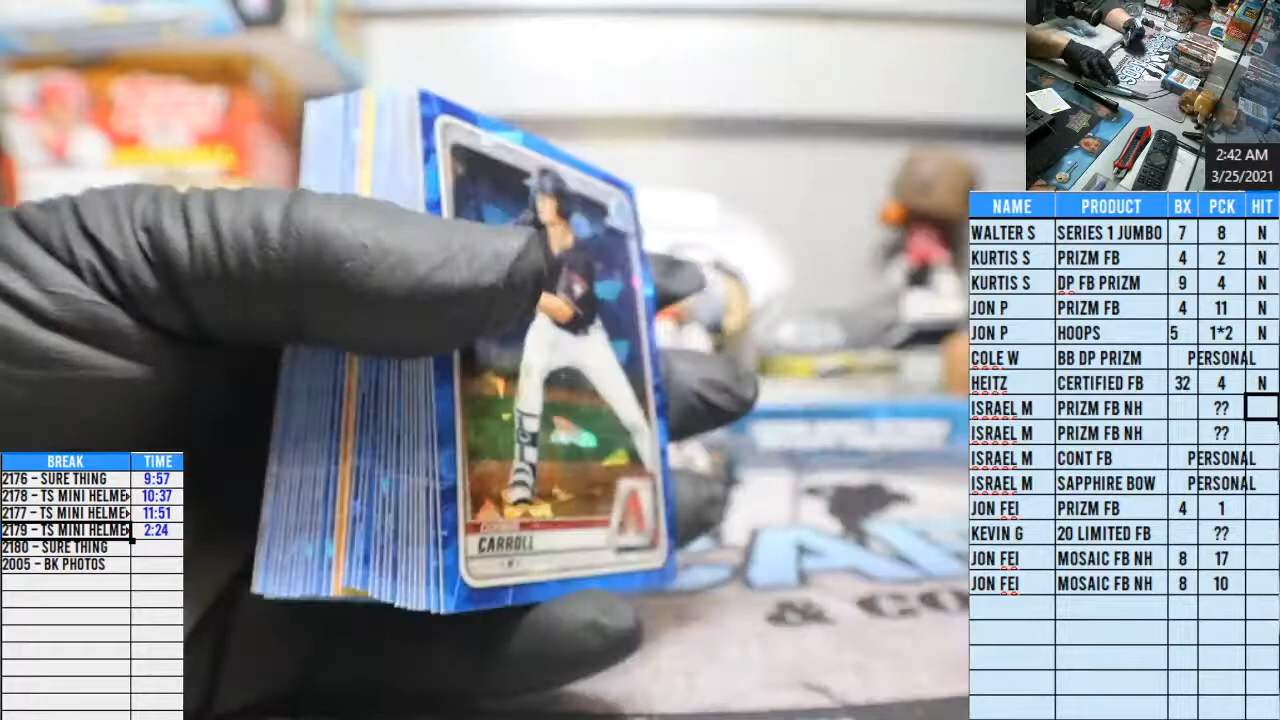 2:42 AM
3/25/2021
NAME PRODUCT BX PCK HIT
WALTER S SERIES 1 JUMBO 7 8 N
KURTIS S PRIZM FB 4 2 N
KURTIS S DP FB PRIZM 9 4 N
JON P PRIZM FB 4 11 N
JON P HOOPS 5 1*2 N
COLE W BB DP PRIZM PERSONAL
HEITZ CERTIFIED FB 32 4 N
ISRAEL M PRIZM FB NH ??
ISRAEL M PRIZM FB NH ??
ISRAEL M CONT FB PERSONAL
ISRAEL M SAPPHIRE BOW PERSONAL
JON FEI PRIZM FB 4 1
KEVIN G 20 LIMITED FB ??
JON FEI MOSAIC FB NH 8 17
JON FEI MOSAIC FB NH 8 10
BREAK TIME
2176 - SURE THING 9:57
2178 - TS MINI HELME 10:37
2177 - TS MINI HELME 11:51
2179 - TS MINI HELME 2:24
2180 - SURE THING
2005 - BK PHOTOS
CARROLL
A
& CO